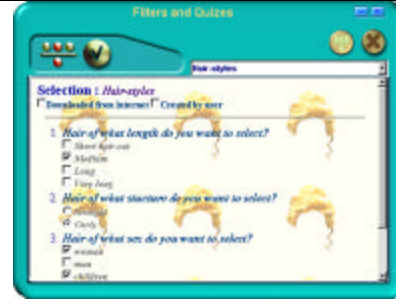 Filters and Quizes
Hair-styles
Selection : Hair-styles
Downloaded from internet Created by user
1. Hair of what length do you want to select?
Short hair-cut
Medium
Long
Very long
2. Hair of what stucture do you want to select?
Straight
Curly
3. Hair of what sex do you want to select?
woman
man
children